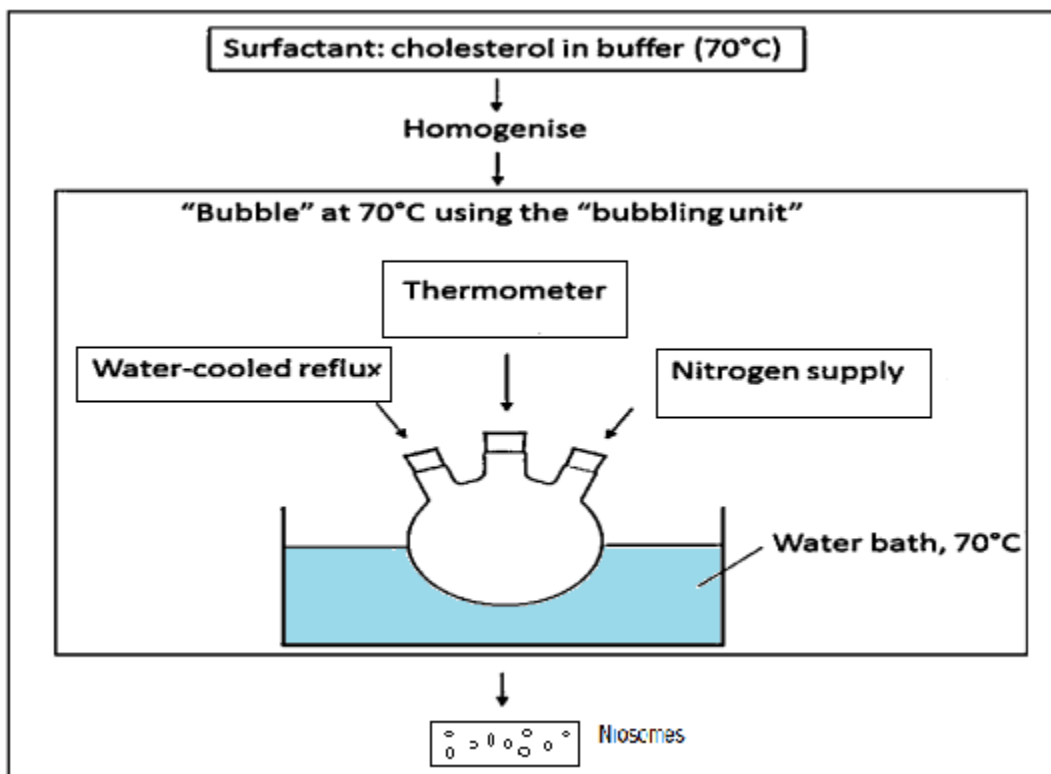 Surfactant: cholesterol in buffer (70°C)
Homogenise
“Bubble” at 70°C using the “bubbling unit”
Thermometer
Water-cooled reflux
Nitrogen supply
Water bath, 70°C
Niosomes